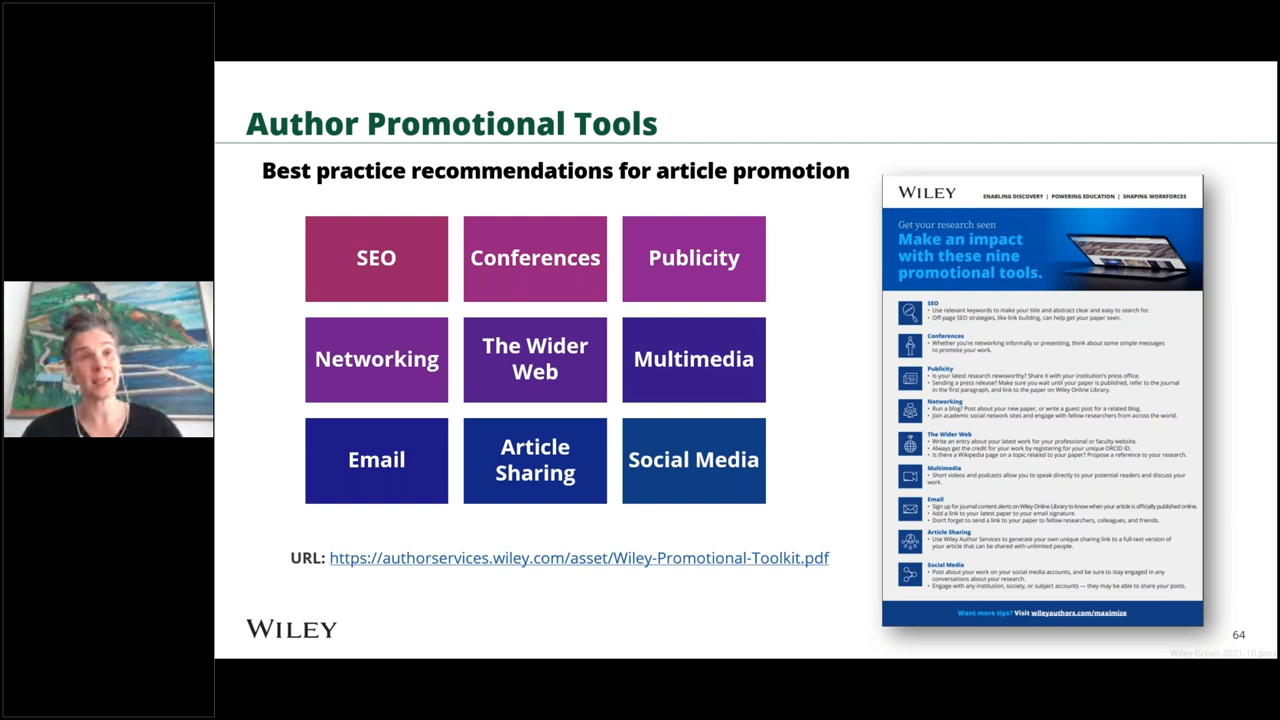 Author Promotional Tools
Best practice recommendations for article promotion
SEO
Conferences
Publicity
Networking
The Wider
Web
Multimedia
Email
Article
Sharing
Social Media
URL: https://authorservices.wiley.com/asset/Wiley-Promotional-Toolkit.pdf
WILEY
WILEY
ENABLING DISCOVERY | POWERING EDUCATION | SHAPING WORKFORCES
Get your research seen
Make an impact
with these nine
promotional tools.
SEO
• Use relevant keywords to make your title and abstract clear and easy to search for.
• Off-page SEO strategies, like link building, can help get your paper seen.
Conferences
• Whether you're networking informally or presenting, think about some simple messages
to promote your work.
Publicity
• Is your latest research newsworthy? Share it with your institution's press office.
• Sending a press release? Make sure you wait until your paper is published, refer to the journal
in the first paragraph, and link to the paper on Wiley Online Library.
Networking
• Run a blog? Post about your new paper, or write a guest post for a related blog.
• Join academic social network sites and engage with fellow researchers from across the world.
The Wider Web
• Write an entry about your latest work for your professional or faculty website.
• Always get the credit for your work by registering for your unique ORCID ID.
• Is there a Wikipedia page on a topic related to your paper? Propose a reference to your research.
Multimedia
• Short videos and podcasts allow you to speak directly to your potential readers and discuss your
work.
Email
• Sign up for journal content alerts on Wiley Online Library to know when your article is officially published online.
• Add a link to your latest paper to your email signature.
• Don't forget to send a link to your paper to fellow researchers, colleagues, and friends.
Article Sharing
• Use Wiley Author Services to generate your own unique sharing link to a full-text version of
your article that can be shared with unlimited people.
Social Media
• Post about your work on your social media accounts, and be sure to stay engaged in any
conversations about your research.
• Engage with any institution, society, or subject accounts — they may be able to share your posts.
Want more tips? Visit wileyauthors.com/maximize
64
Wiley Green 2021-10.potx